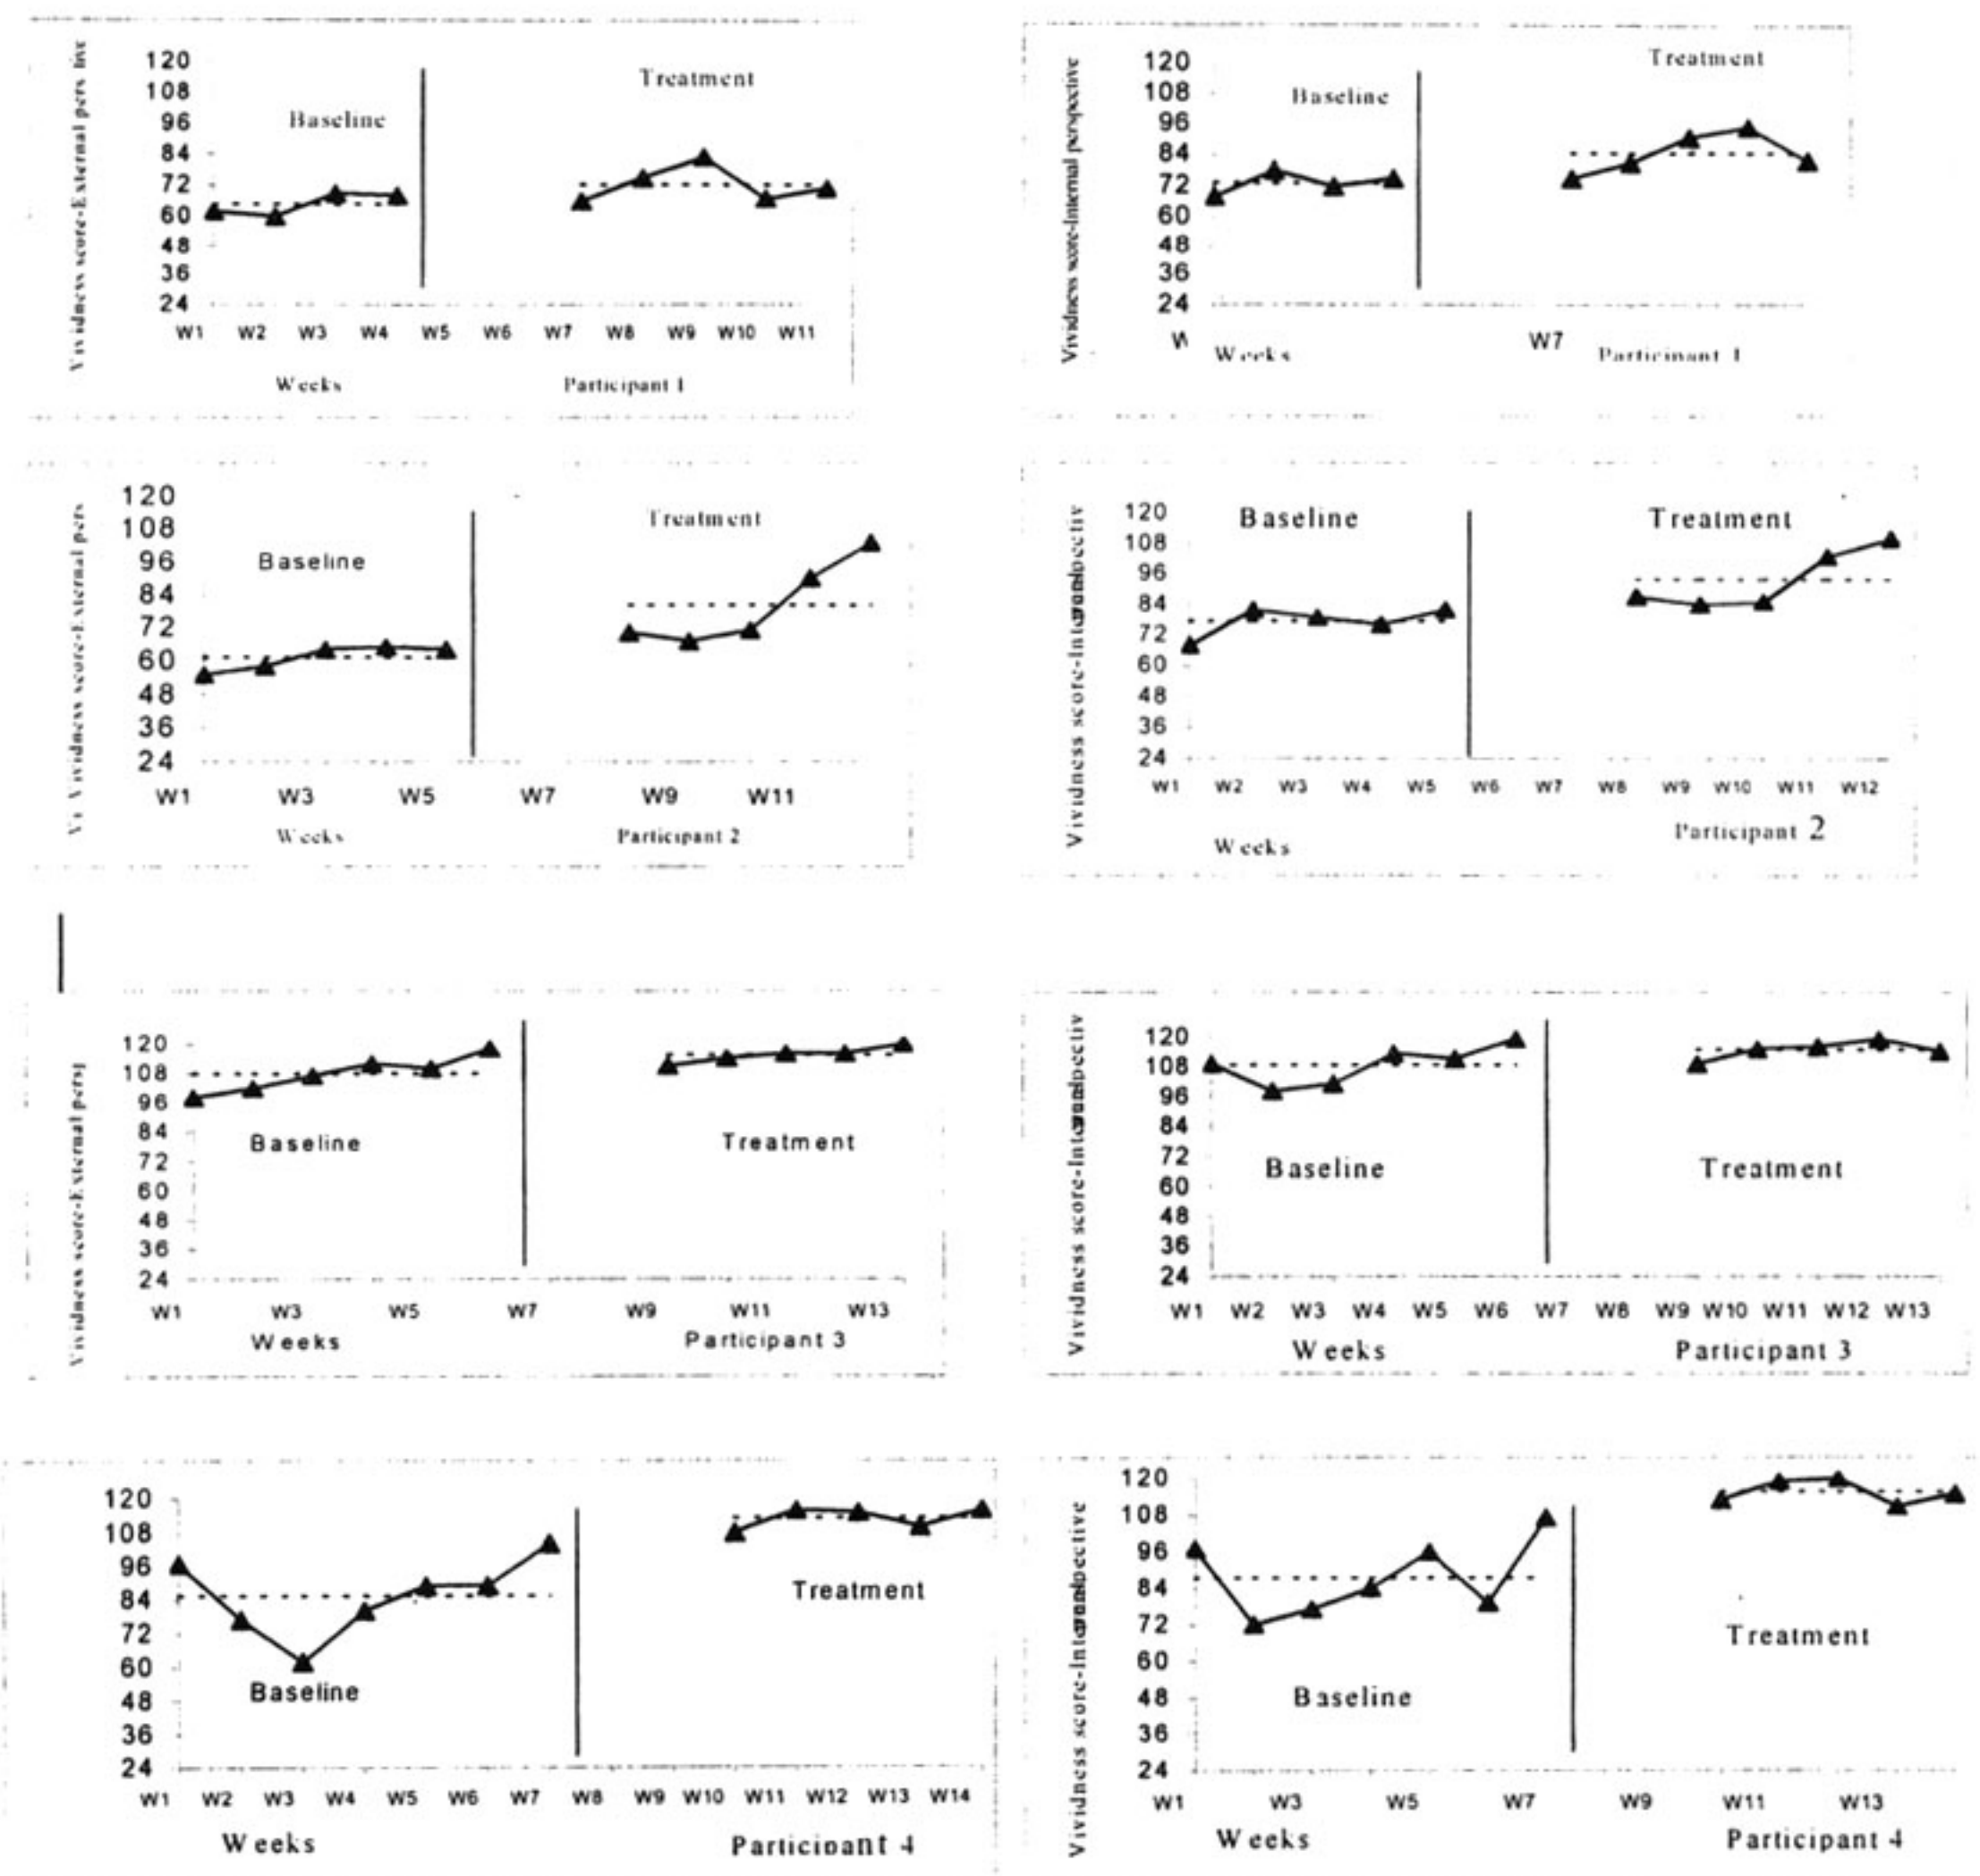 Vividness score-External pers
120
108
96
84
72
60
48
36
24
Baseline
Treatment
W1 W2 W3 W4 W5 W6 W7 W8 W9 W10 W11
Weeks
Participant 1
Vividness score-Internal perspective
120
108
96
84
72
60
48
36
24
Baseline
Treatment
W7
Weeks
Participant 1
Vividness score-External pers
120
108
96
84
72
60
48
36
24
Baseline
Treatment
W1 W3 W5 W7 W9 W11
Weeks
Participant 2
Vividness
120
108
96
84
72
60
48
36
24
Baseline
Treatment
W1 W2 W3 W4 W5 W6 W7 W8 W9 W10 W11 W12
Weeks
Participant 2
Vividness score-External persp
120
108
96
84
72
60
48
36
24
Baseline
Treatment
W1 W3 W5 W7 W9 W11 W13
Weeks
Participant 3
Vividness
120
108
96
84
72
60
48
36
24
Baseline
Treatment
W1 W2 W3 W4 W5 W6 W7 W8 W9 W10 W11 W12 W13
Weeks
Participant 3
120
108
96
84
72
60
48
36
24
Baseline
Treatment
W1 W2 W3 W4 W5 W6 W7 W8 W9 W10 W11 W12 W13 W14
Weeks
Participant 4
Vividness
120
108
96
84
72
60
48
36
24
Baseline
Treatment
W1 W3 W5 W7 W9 W11 W13
Weeks
Participant 4